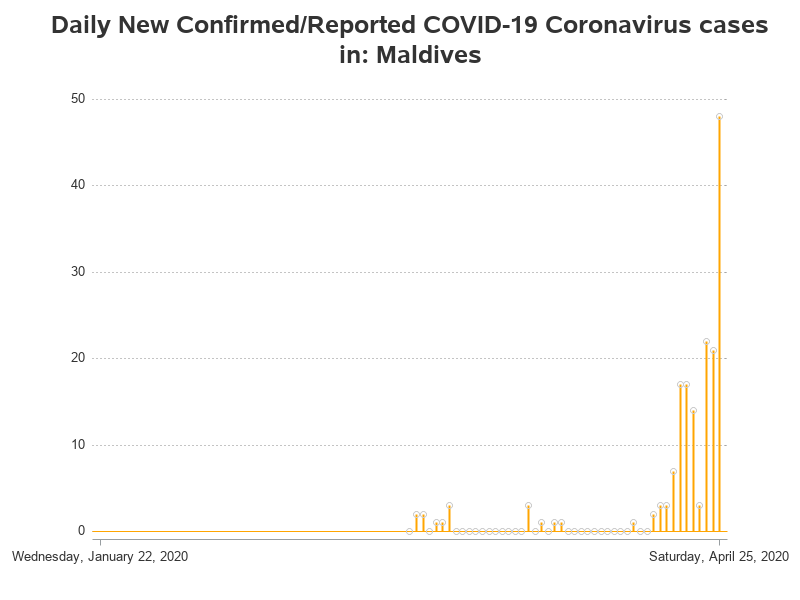 Daily New Confirmed/Reported COVID-19 Coronavirus cases
in: Maldives
50
40
30
20
10
0
Wednesday, January 22, 2020
Saturday, April 25, 2020